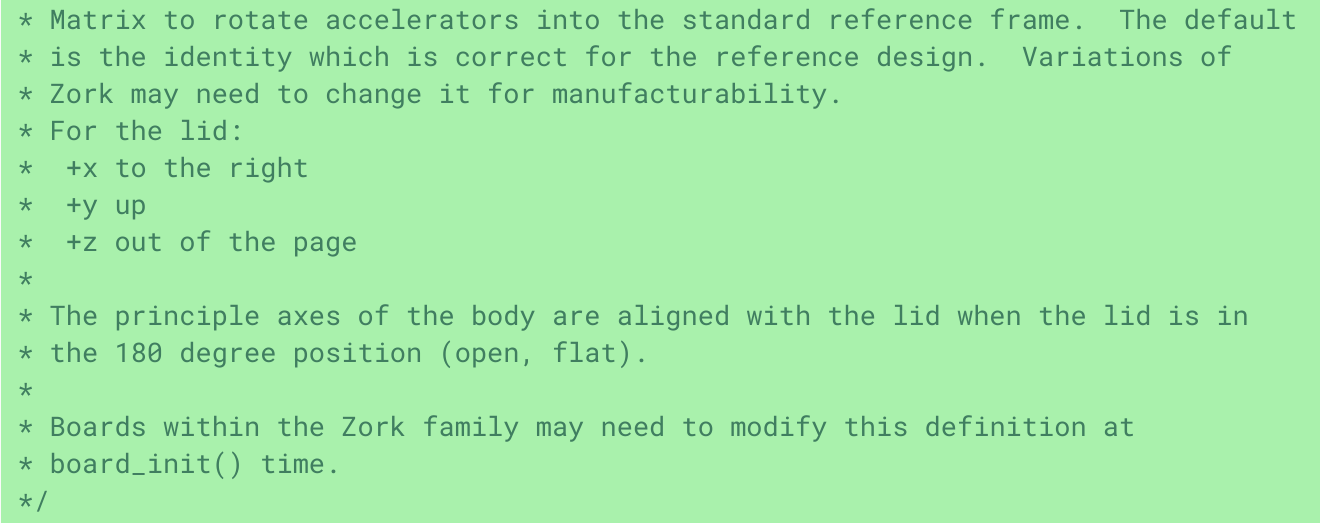 * Matrix to rotate accelerators into the standard reference frame.  The default
* is the identity which is correct for the reference design.  Variations of
* Zork may need to change it for manufacturability.
* For the lid:
*  +x to the right
*  +y up
*  +z out of the page
*
* The principle axes of the body are aligned with the lid when the lid is in
* the 180 degree position (open, flat).
*
* Boards within the Zork family may need to modify this definition at
* board_init() time.
*/